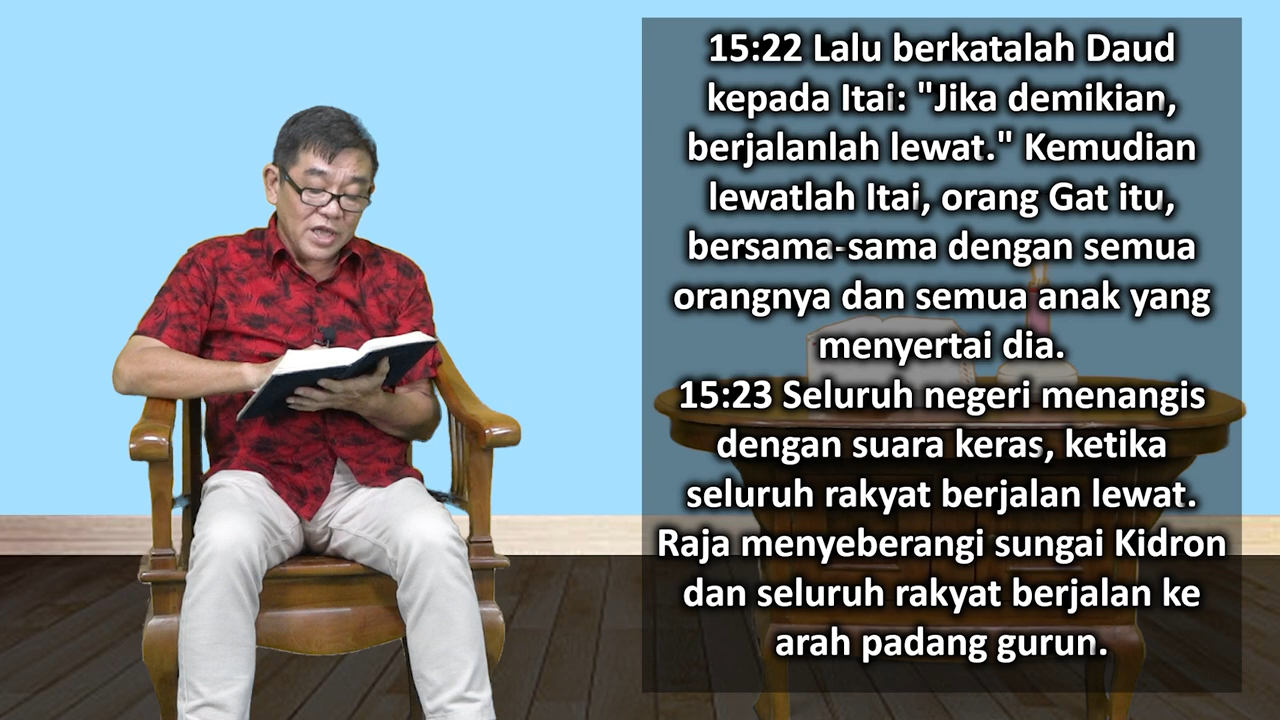 15:22 Lalu berkatalah Daud
kepada Itai: "Jika demikian,
berjalanlah lewat." Kemudian
lewatlah Itai, orang Gat itu,
bersama-sama dengan semua
orangnya dan semua anak yang
menyertai dia.
15:23 Seluruh negeri menangis
dengan suara keras, ketika
seluruh rakyat berjalan lewat.
Raja menyeberangi sungai Kidron
dan seluruh rakyat berjalan ke
arah padang gurun.